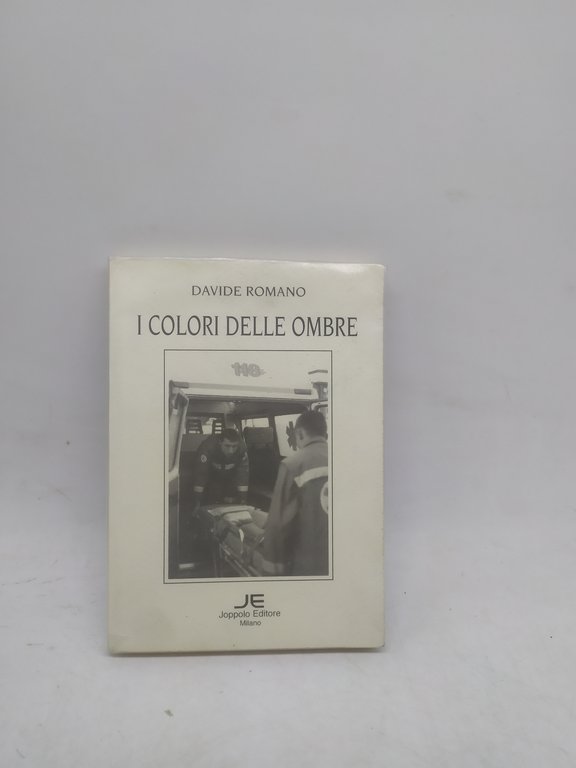 DAVIDE ROMANO
I COLORI DELLE OMBRE
118
JE
Joppolo Editore
Milano